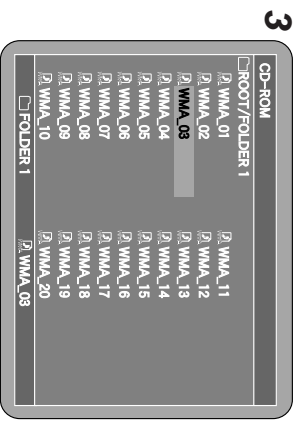 3
CD-ROM
ROOT/FOLDER 1
WMA_01
WMA_02
WMA_03
WMA_04
WMA_05
WMA_06
WMA_07
WMA_08
WMA_09
WMA_10
WMA_11
WMA_12
WMA_13
WMA_14
WMA_15
WMA_16
WMA_17
WMA_18
WMA_19
WMA_20
FOLDER 1 WMA_03